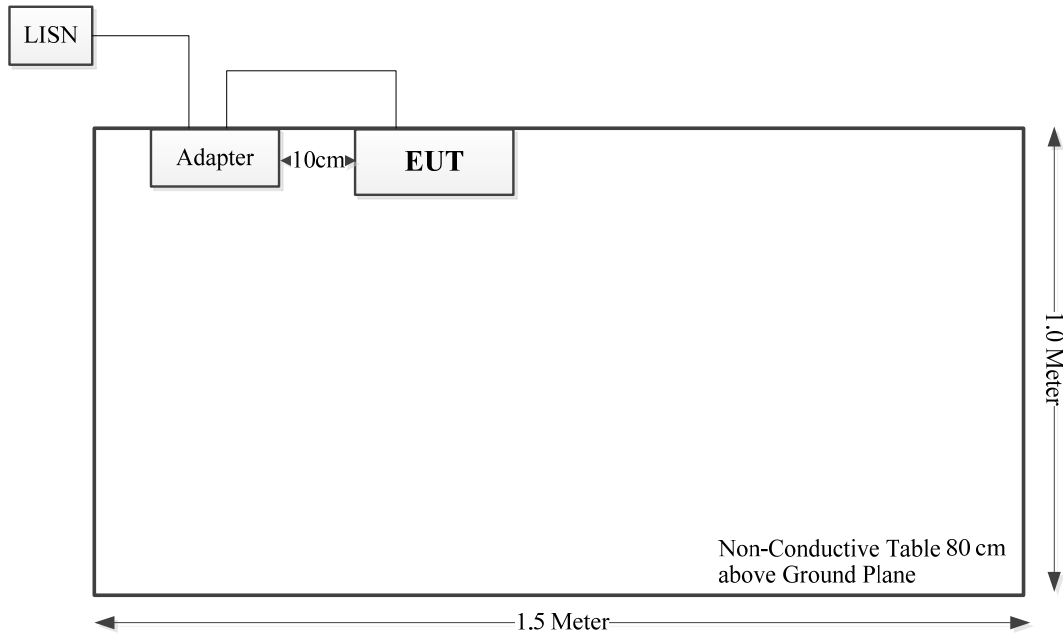 LISN
Adapter
10cm
EUT
1.0 Meter
Non-Conductive Table 80 cm
above Ground Plane
1.5 Meter